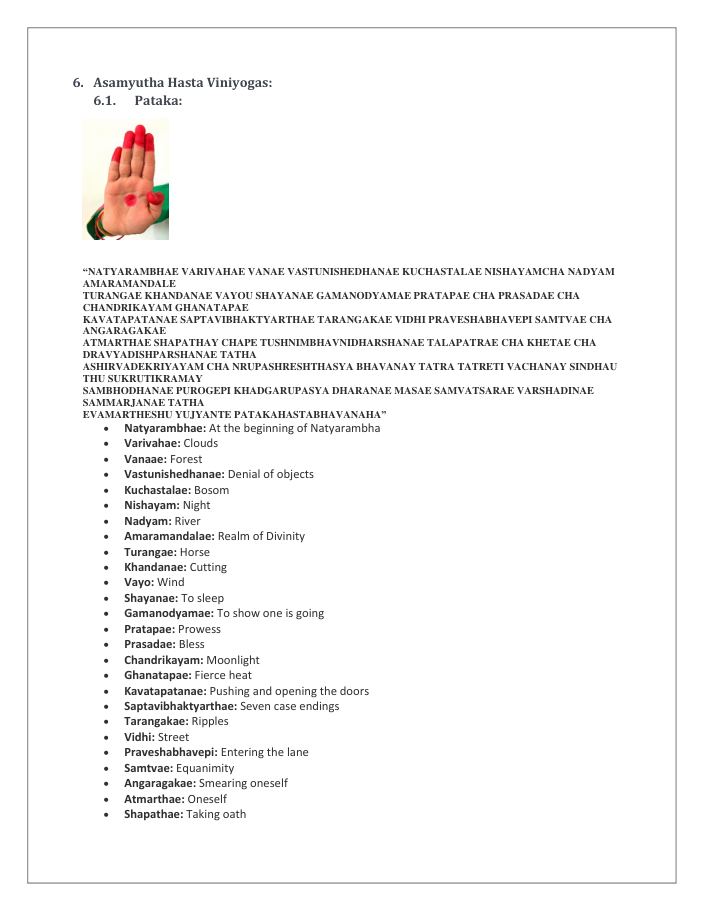 6. Asamyutha Hasta Viniyogas:
6.1. Pataka:
“NATYARAMBHAE VARIVAHAE VANAE VASTUNISHEDHANAE KUCHASTALAE NISHAYAMCHA NADYAM
AMARAMANDALE
TURANGAE KHANDANAE VAYOU SHAYANAE GAMANODYAMAE PRATAPAE CHA PRASADAE CHA
CHANDRIKAYAM GHANATAPAE
KAVATAPATANAE SAPTAVIBHAKTYARTHAE TARANGAKAE VIDHI PRAVESHABHAVEPI SAMTVAE CHA
ANGARAGAKAE
ATMARTHAE SHAPATHAY CHAPE TUSHNIMBHAVNIDHARSHANAE TALAPATRAE CHA KHETAE CHA
DRAVYADISHPARSHANAE TATHA
ASHIRVADEKRIYAYAM CHA NRUPASHRESHTHASYA BHAVANAY TATRA TATRETI VACHANAY SINDHAU
THU SUKRUTIKRAMAY
SAMBHODHANAE PUROGEPI KHADGARUPASYA DHARANAE MASAE SAMVATSARAE VARSHADINAE
SAMMARJANAE TATHA
EVAMARTHESHU YUJYANTE PATAKAHASTABHAVANAHA”
• Natyarambhae: At the beginning of Natyarambha
• Varivahae: Clouds
• Vanaae: Forest
• Vastunishedhanae: Denial of objects
• Kuchastalae: Bosom
• Nishayam: Night
• Nadyam: River
• Amaramandalae: Realm of Divinity
• Turangae: Horse
• Khandanae: Cutting
• Vayo: Wind
• Shayanae: To sleep
• Gamanodyamae: To show one is going
• Pratapae: Prowess
• Prasadae: Bless
• Chandrikayam: Moonlight
• Ghanatapae: Fierce heat
• Kavatapatanae: Pushing and opening the doors
• Saptavibhaktyarthae: Seven case endings
• Tarangakae: Ripples
• Vidhi: Street
• Praveshabhavepi: Entering the lane
• Samtvae: Equanimity
• Angaragakae: Smearing oneself
• Atmarthae: Oneself
• Shapathae: Taking oath